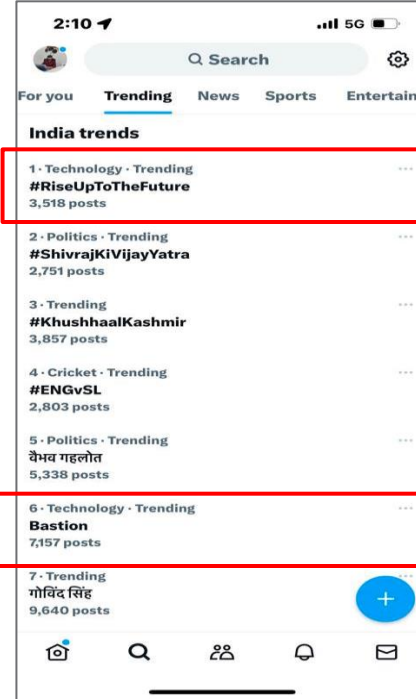 2:10
5G
Search
For you Trending News Sports Entertain
India trends
1 · Technology · Trending
#RiseUpToTheFuture
3,518 posts
2 · Politics · Trending
#ShivrajKiVijayYatra
2,751 posts
3 · Trending
#KhushhaalKashmir
3,857 posts
4 · Cricket · Trending
#ENGvSL
2,803 posts
5 · Politics · Trending
वैभव गहलोत
5,338 posts
6 · Technology · Trending
Bastion
7,157 posts
7 · Trending
गोविंद सिंह
9,640 posts